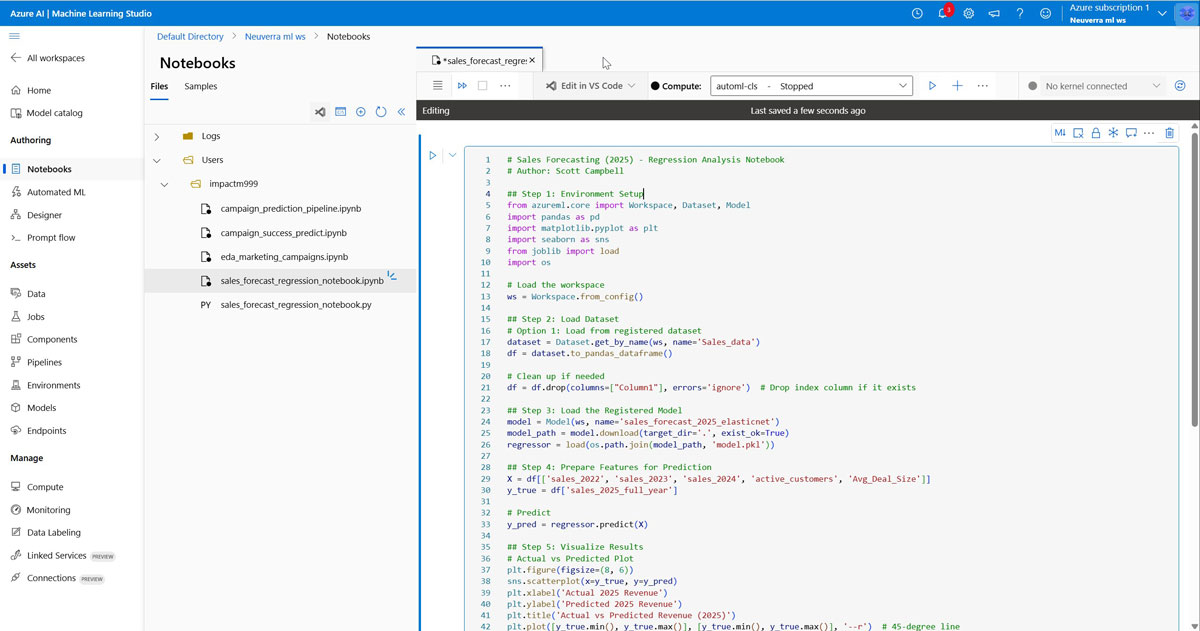 Azure AI | Machine Learning Studio
3
Azure subscription 1
Neuverra ml ws
All workspaces
Home
Model catalog
Authoring
Notebooks
Automated ML
Designer
Prompt flow
Assets
Data
Jobs
Components
Pipelines
Environments
Models
Endpoints
Manage
Compute
Monitoring
Data Labeling
Linked Services PREVIEW
Connections PREVIEW
Default Directory > Neuverra ml ws > Notebooks
Notebooks
Files Samples
Logs
Users
impactm999
campaign_prediction_pipeline.ipynb
campaign_success_predict.ipynb
eda_marketing_campaigns.ipynb
sales_forecast_regression_notebook.ipynb
PY sales_forecast_regression_notebook.py
*sales_forecast_regre:
Edit in VS Code
Compute: automl-cls - Stopped
No kernel connected
Editing Last saved a few seconds ago
M↓
1 # Sales Forecasting (2025) - Regression Analysis Notebook
2 # Author: Scott Campbell
3
4 ## Step 1: Environment Setup
5 from azureml.core import Workspace, Dataset, Model
6 import pandas as pd
7 import matplotlib.pyplot as plt
8 import seaborn as sns
9 from joblib import load
10 import os
11
12 # Load the workspace
13 ws = Workspace.from_config()
14
15 ## Step 2: Load Dataset
16 # Option 1: Load from registered dataset
17 dataset = Dataset.get_by_name(ws, name='Sales_data')
18 df = dataset.to_pandas_dataframe()
19
20 # Clean up if needed
21 df = df.drop(columns=["Column1"], errors='ignore') # Drop index column if it exists
22
23 ## Step 3: Load the Registered Model
24 model = Model(ws, name='sales_forecast_2025_elasticnet')
25 model_path = model.download(target_dir='.', exist_ok=True)
26 regressor = load(os.path.join(model_path, 'model.pkl'))
27
28 ## Step 4: Prepare Features for Prediction
29 X = df[['sales_2022', 'sales_2023', 'sales_2024', 'active_customers', 'Avg_Deal_Size']]
30 y_true = df['sales_2025_full_year']
31
32 # Predict
33 y_pred = regressor.predict(X)
34
35 ## Step 5: Visualize Results
36 # Actual vs Predicted Plot
37 plt.figure(figsize=(8, 6))
38 sns.scatterplot(x=y_true, y=y_pred)
39 plt.xlabel('Actual 2025 Revenue')
40 plt.ylabel('Predicted 2025 Revenue')
41 plt.title('Actual vs Predicted Revenue (2025)')
42 plt.plot([y_true.min(), y_true.max()], [y_true.min(), y_true.max()], '--r') # 45-degree line